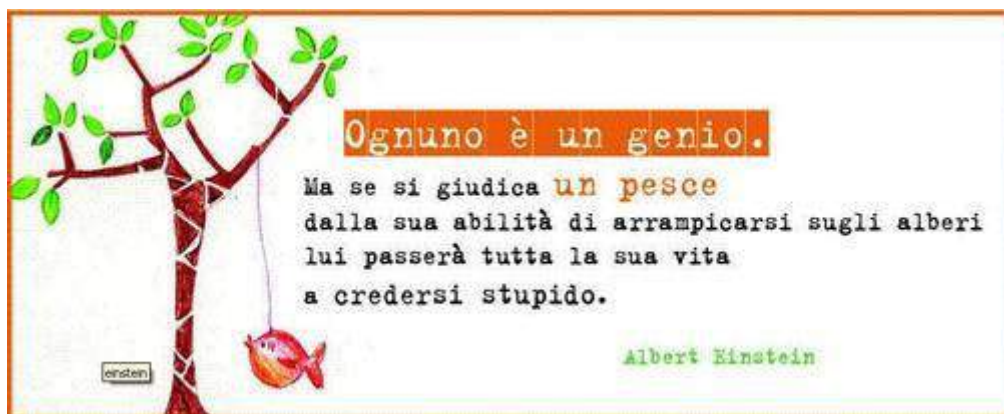 Ognuno è un genio.
Ma se si giudica un pesce
dalla sua abilità di arrampicarsi sugli alberi
lui passerà tutta la sua vita
a credersi stupido.
Albert Einstein
einstein